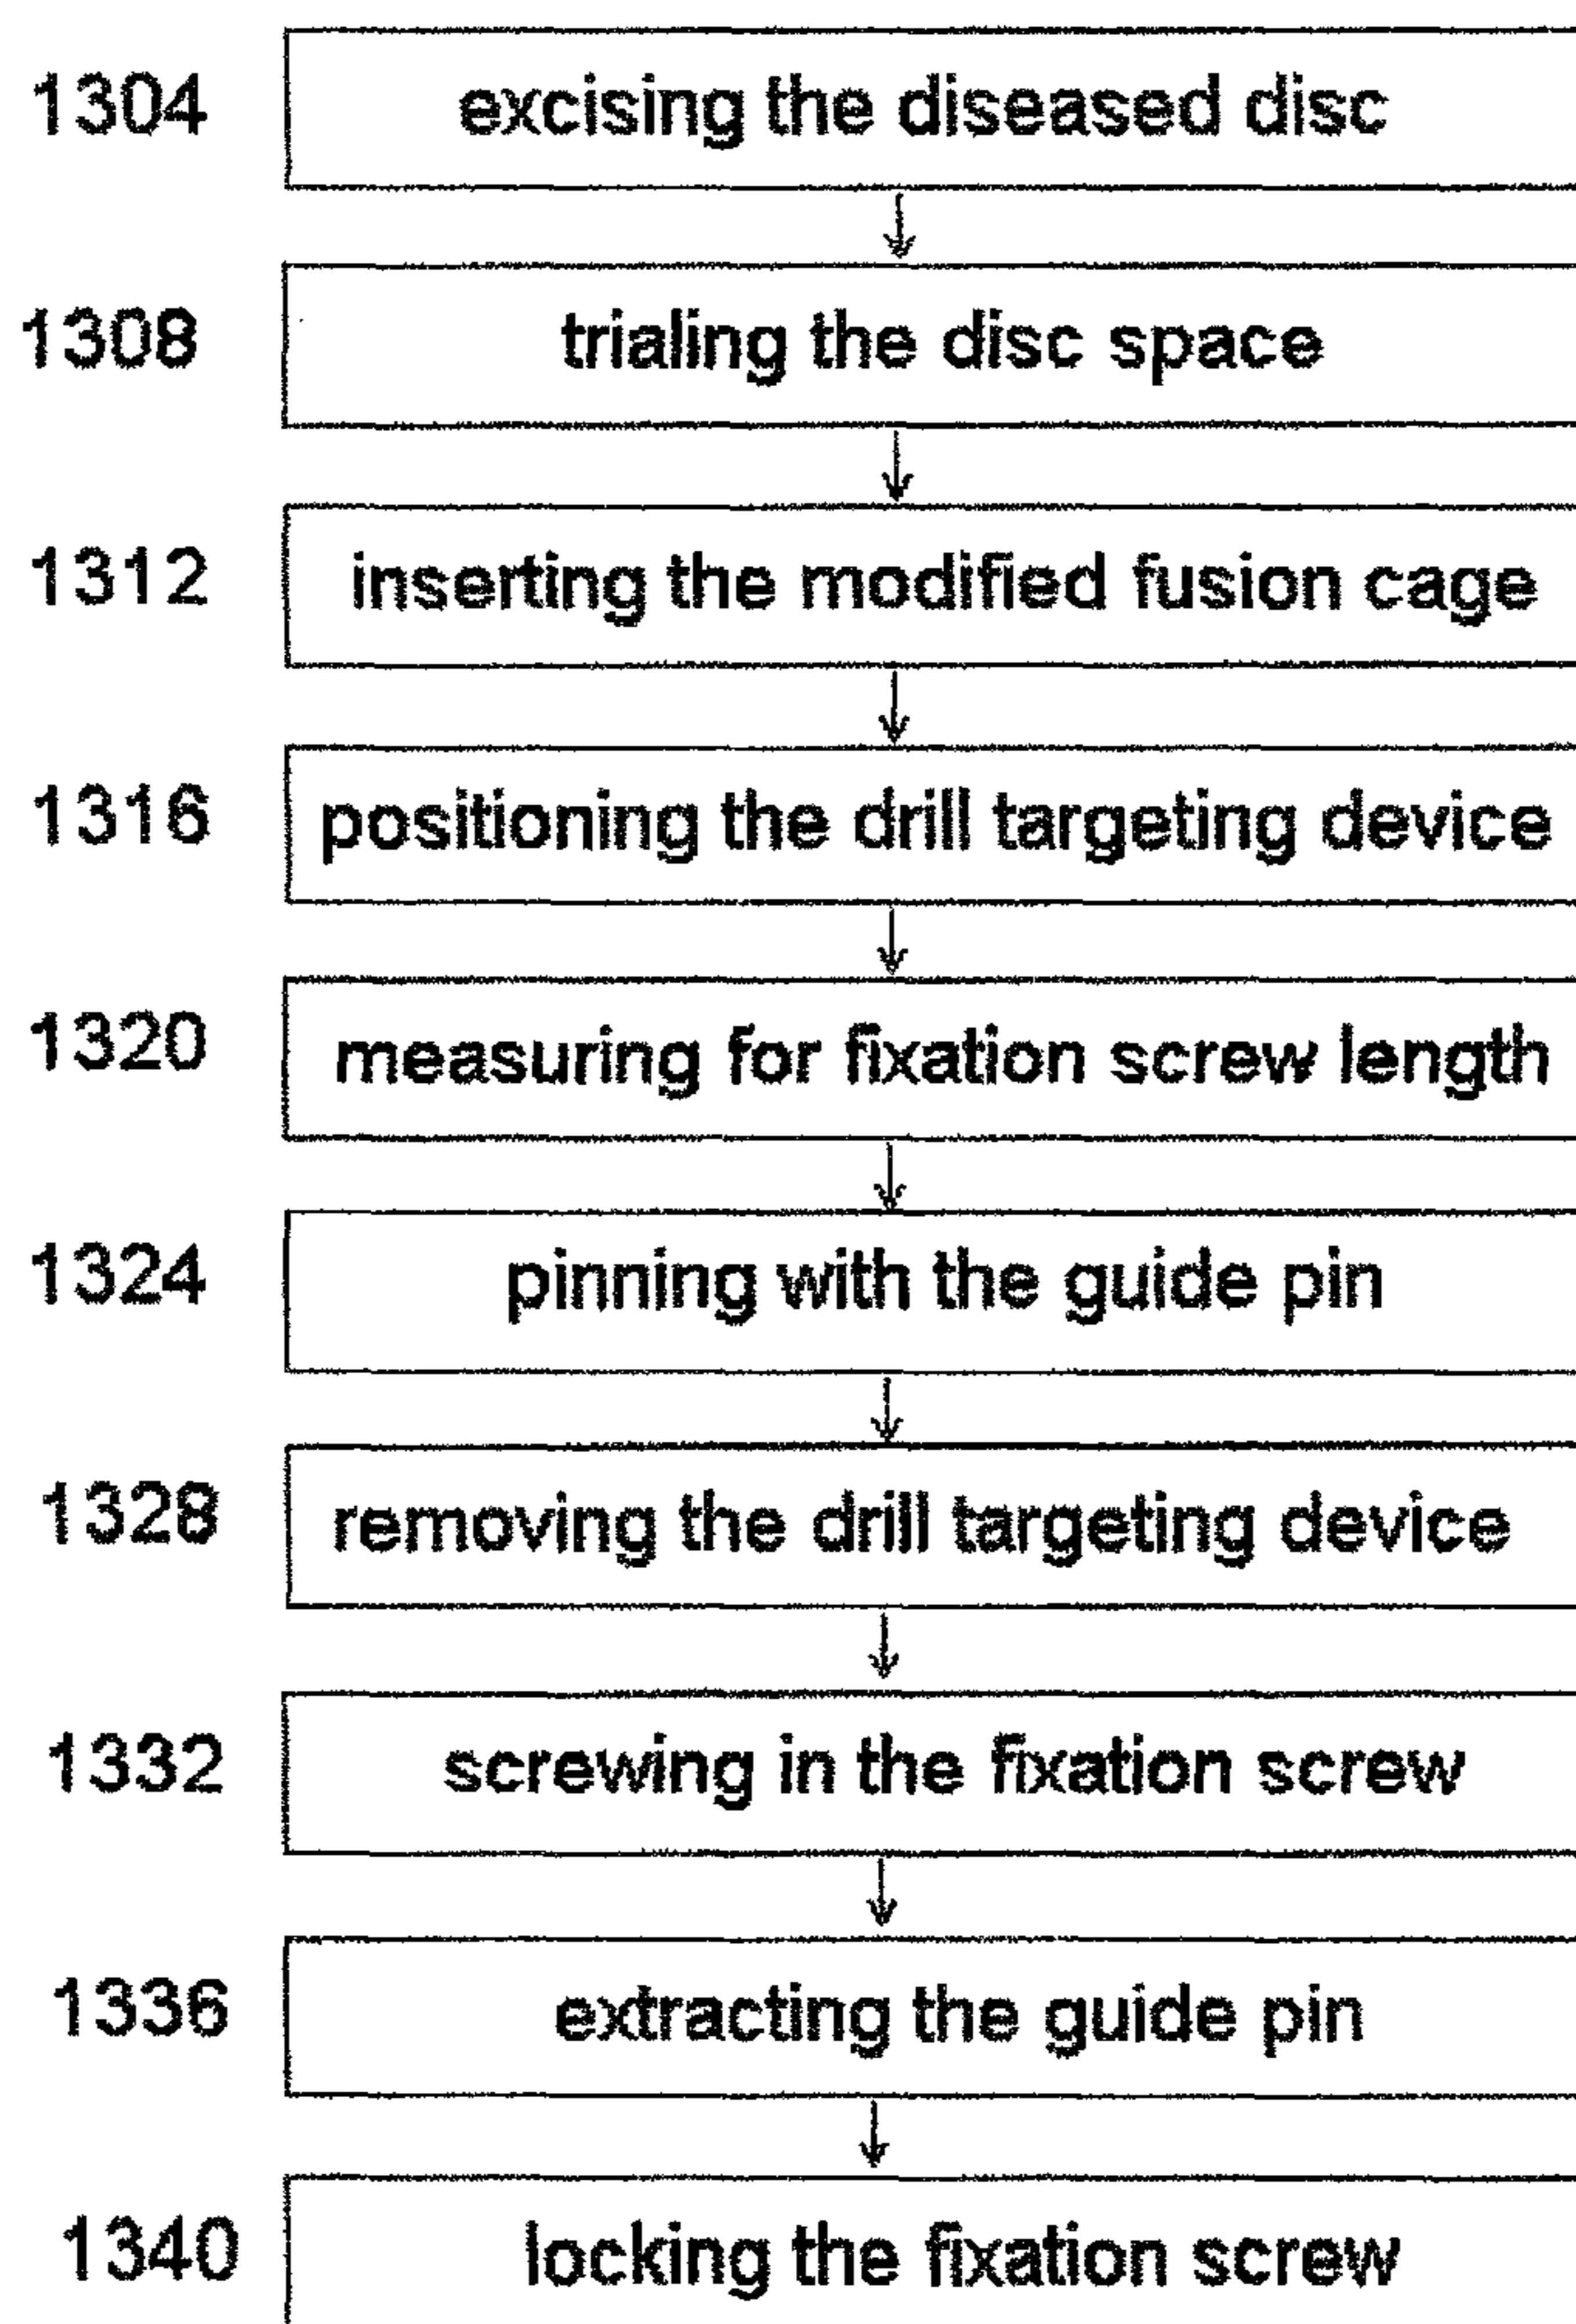 1304 excising the diseased disc
1308 trialing the disc space
1312 inserting the modified fusion cage
1316 positioning the drill targeting device
1320 measuring for fixation screw length
1324 pinning with the guide pin
1328 removing the drill targeting device
1332 screwing in the fixation screw
1336 extracting the guide pin
1340 locking the fixation screw